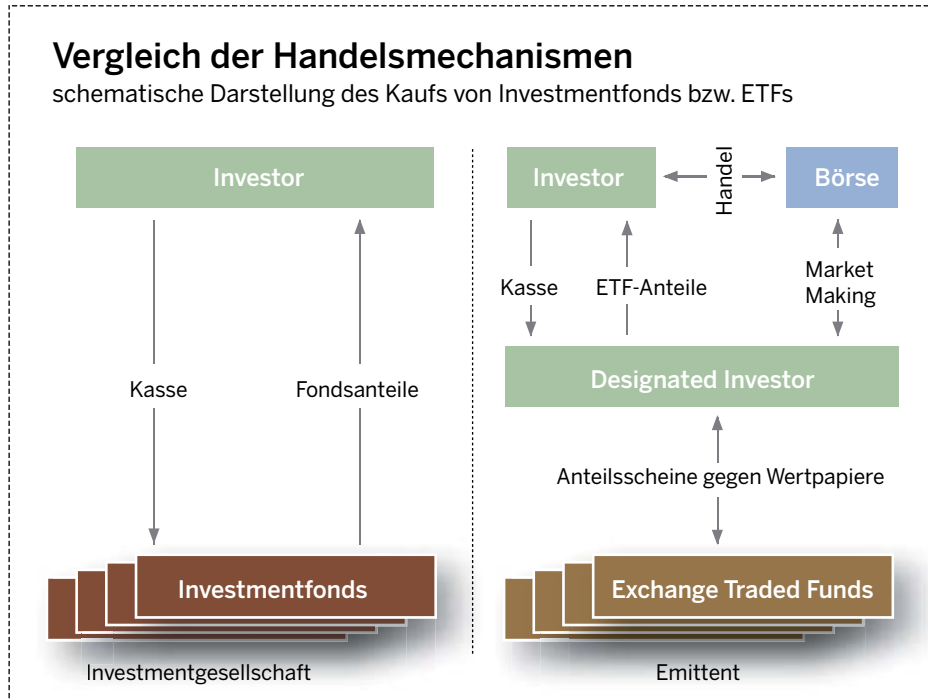 Vergleich der Handelsmechanismen
schematische Darstellung des Kaufs von Investmentfonds bzw. ETFs
Investor
Kasse
Fondsanteile
Investmentfonds
Investmentgesellschaft
Investor
Handel
Börse
Kasse
ETF-Anteile
Market
Making
Designated Investor
Anteilsscheine gegen Wertpapiere
Exchange Traded Funds
Emittent